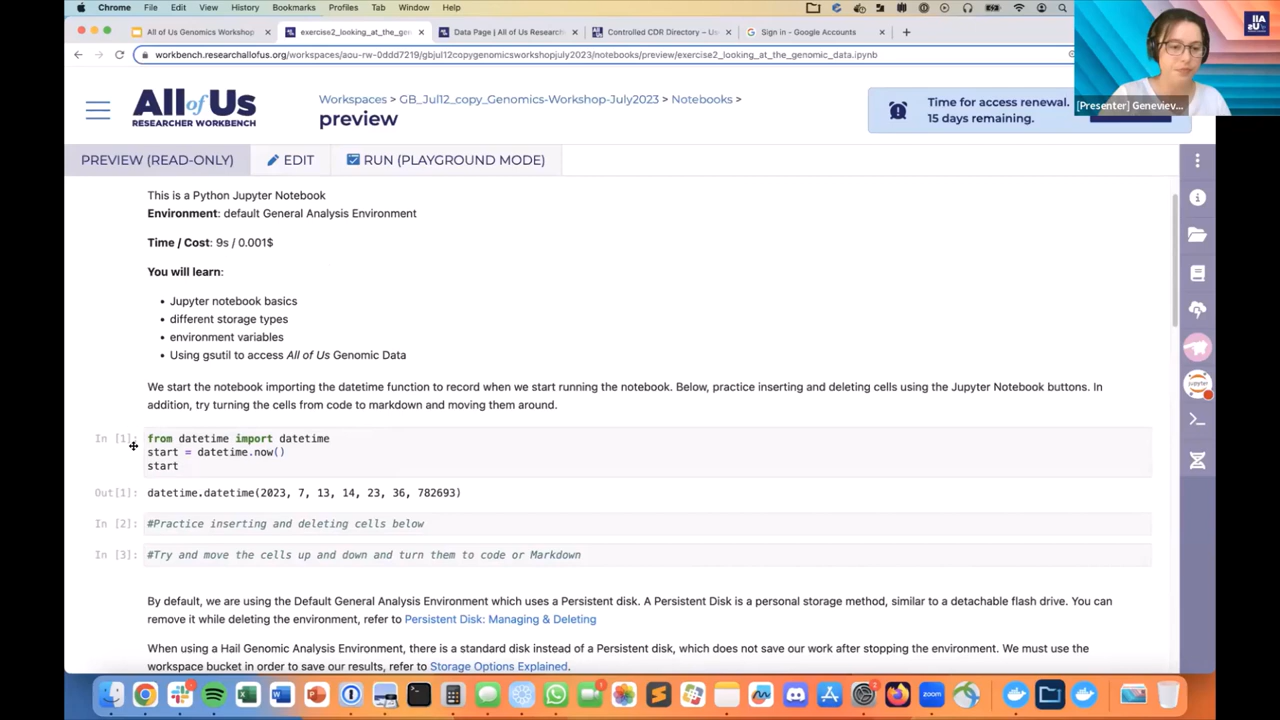 Chrome File Edit View History Bookmarks Profiles Tab Window Help
All of Us Genomics Workshop
exercise2_looking_at_the_ger
Data Page | All of Us Researc
Controlled CDR Directory –
Sign in - Google Accounts
workbench.researchallofus.org/workspaces/aou-rw-0ddd7219/gbjul12copygenomicsworkshopjuly2023/notebooks/preview/exercise2_looking_at_the_genomic_data.ipynb
[Presenter] Geneviev...
All of Us
RESEARCHER WORKBENCH
Workspaces > GB_Jul12_copy_Genomics-Workshop-July2023 > Notebooks >
preview
Time for access renewal.
15 days remaining.
PREVIEW (READ-ONLY) EDIT RUN (PLAYGROUND MODE)
This is a Python Jupyter Notebook
Environment: default General Analysis Environment
Time / Cost: 9s / 0.001$
You will learn:
• Jupyter notebook basics
• different storage types
• environment variables
• Using gsutil to access All of Us Genomic Data
We start the notebook importing the datetime function to record when we start running the notebook. Below, practice inserting and deleting cells using the Jupyter Notebook buttons. In
addition, try turning the cells from code to markdown and moving them around.
In [1]: from datetime import datetime
start = datetime.now()
start
Out[1]: datetime.datetime(2023, 7, 13, 14, 23, 36, 782693)
In [2]: #Practice inserting and deleting cells below
In [3]: #Try and move the cells up and down and turn them to code or Markdown
By default, we are using the Default General Analysis Environment which uses a Persistent disk. A Persistent Disk is a personal storage method, similar to a detachable flash drive. You can
remove it while deleting the environment, refer to Persistent Disk: Managing & Deleting
When using a Hail Genomic Analysis Environment, there is a standard disk instead of a Persistent disk, which does not save our work after stopping the environment. We must use the
workspace bucket in order to save our results, refer to Storage Options Explained.
zoom